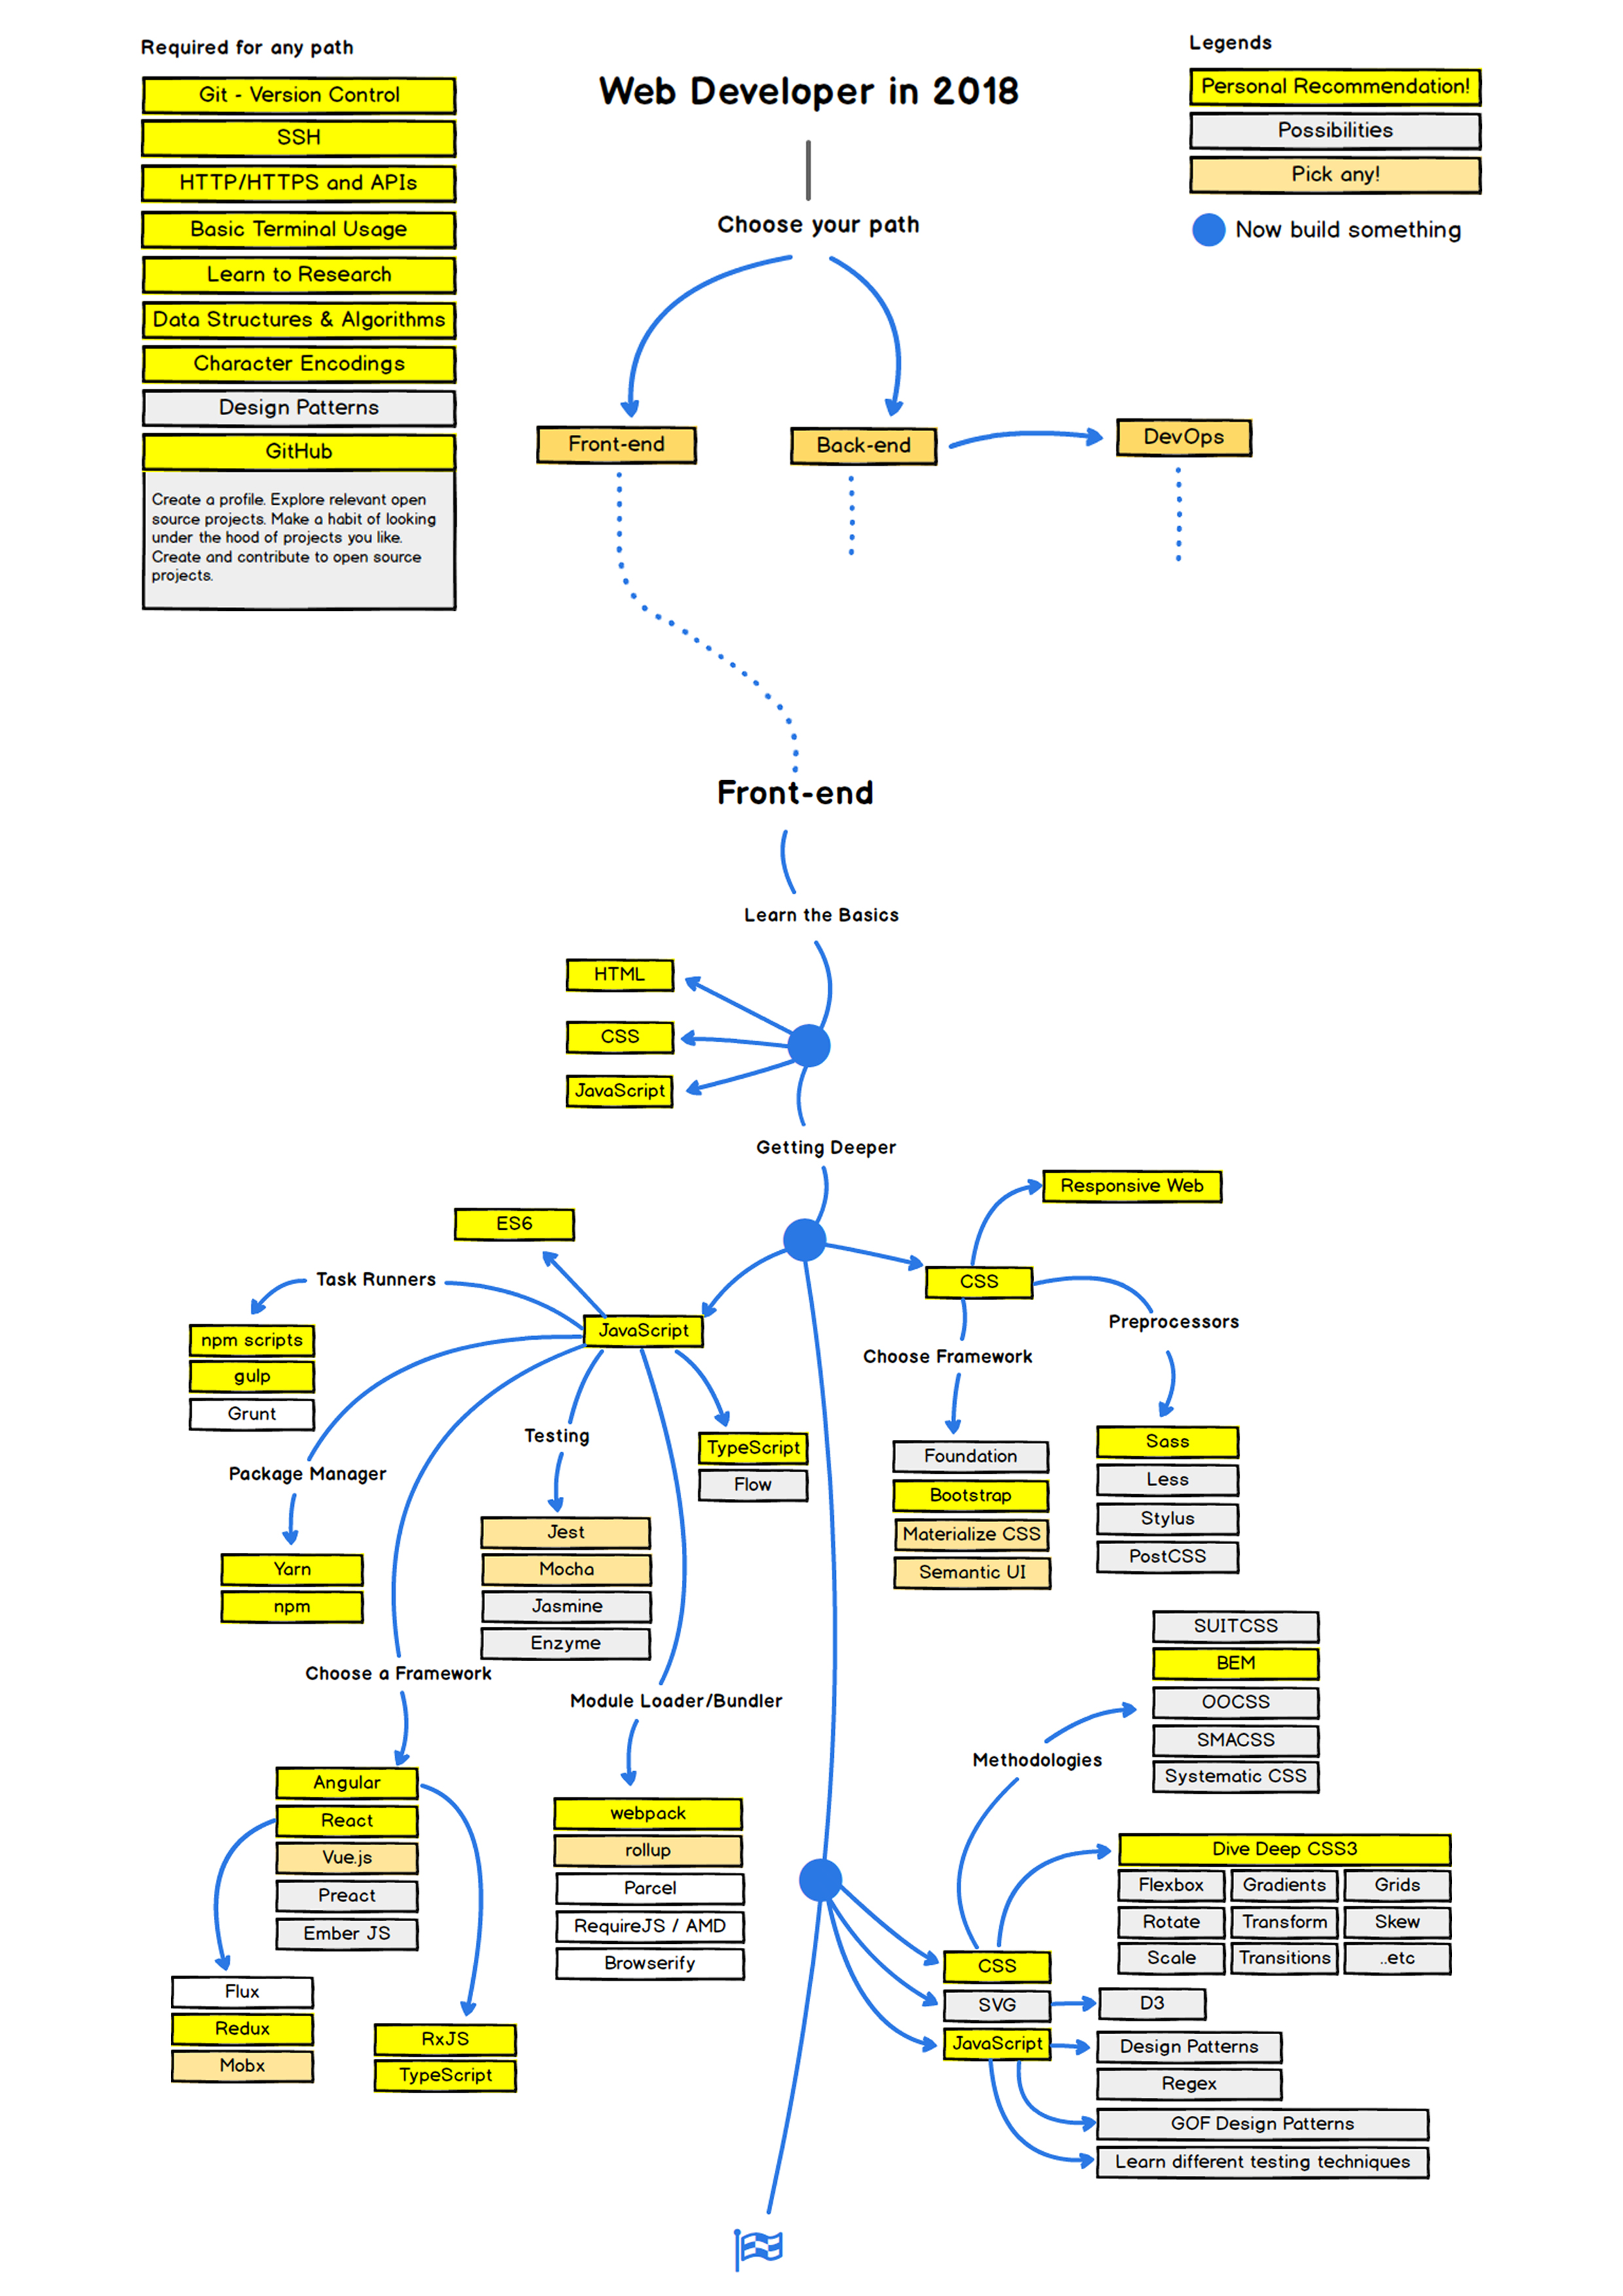 Required for any path
Git - Version Control
SSH
HTTP/HTTPS and APIs
Basic Terminal Usage
Learn to Research
Data Structures & Algorithms
Character Encodings
Design Patterns
GitHub
Create a profile. Explore relevant open
source projects. Make a habit of looking
under the hood of projects you like.
Create and contribute to open source
projects.
Web Developer in 2018
Legends
Personal Recommendation!
Possibilities
Pick any!
Now build something
Choose your path
Front-end
Back-end
DevOps
Front-end
Learn the Basics
HTML
CSS
JavaScript
Getting Deeper
ES6
Task Runners
JavaScript
npm scripts
gulp
Grunt
Package Manager
Yarn
npm
Testing
Jest
Mocha
Jasmine
Enzyme
TypeScript
Flow
Choose a Framework
Angular
React
Vue.js
Preact
Ember JS
Flux
Redux
Mobx
RxJS
TypeScript
Module Loader/Bundler
webpack
rollup
Parcel
RequireJS / AMD
Browserify
Responsive Web
CSS
Preprocessors
Choose Framework
Foundation
Bootstrap
Materialize CSS
Semantic UI
Sass
Less
Stylus
PostCSS
SUITCSS
BEM
OOCSS
SMACSS
Systematic CSS
Methodologies
Dive Deep CSS3
Flexbox Gradients Grids
Rotate Transform Skew
Scale Transitions ..etc
CSS
SVG
D3
JavaScript
Design Patterns
Regex
GOF Design Patterns
Learn different testing techniques